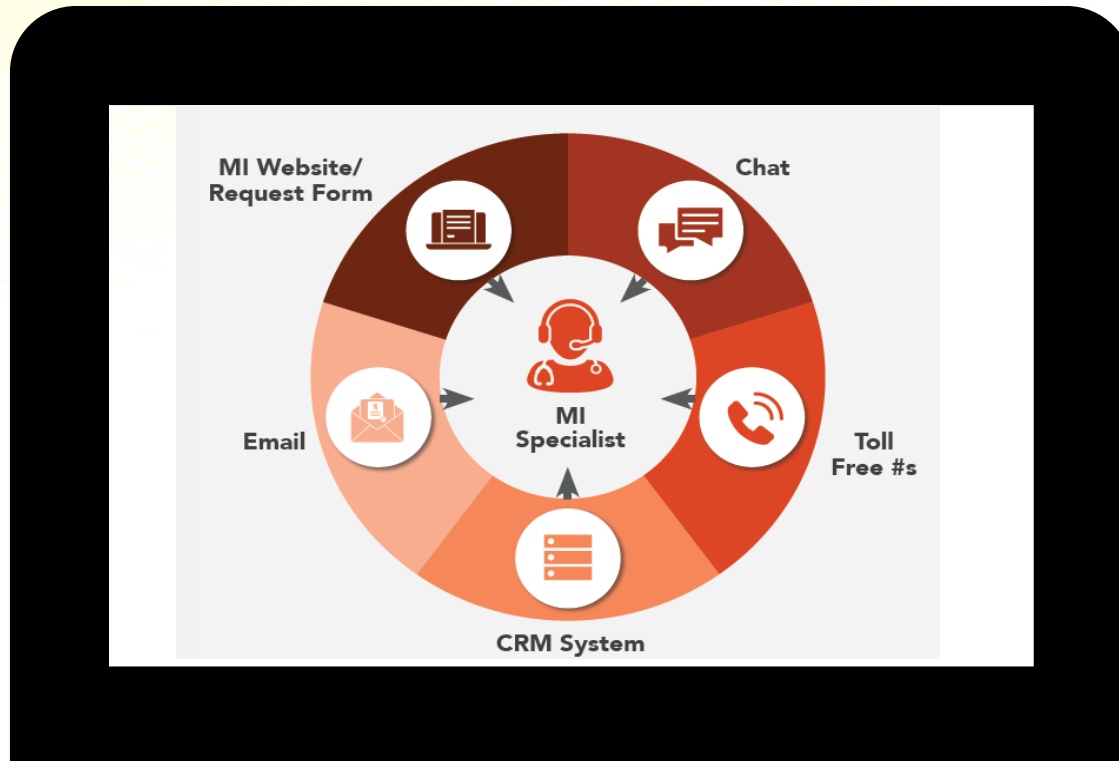 MI Website/
Request Form
Chat
MI
Specialist
Email
Toll
Free #s
CRM System